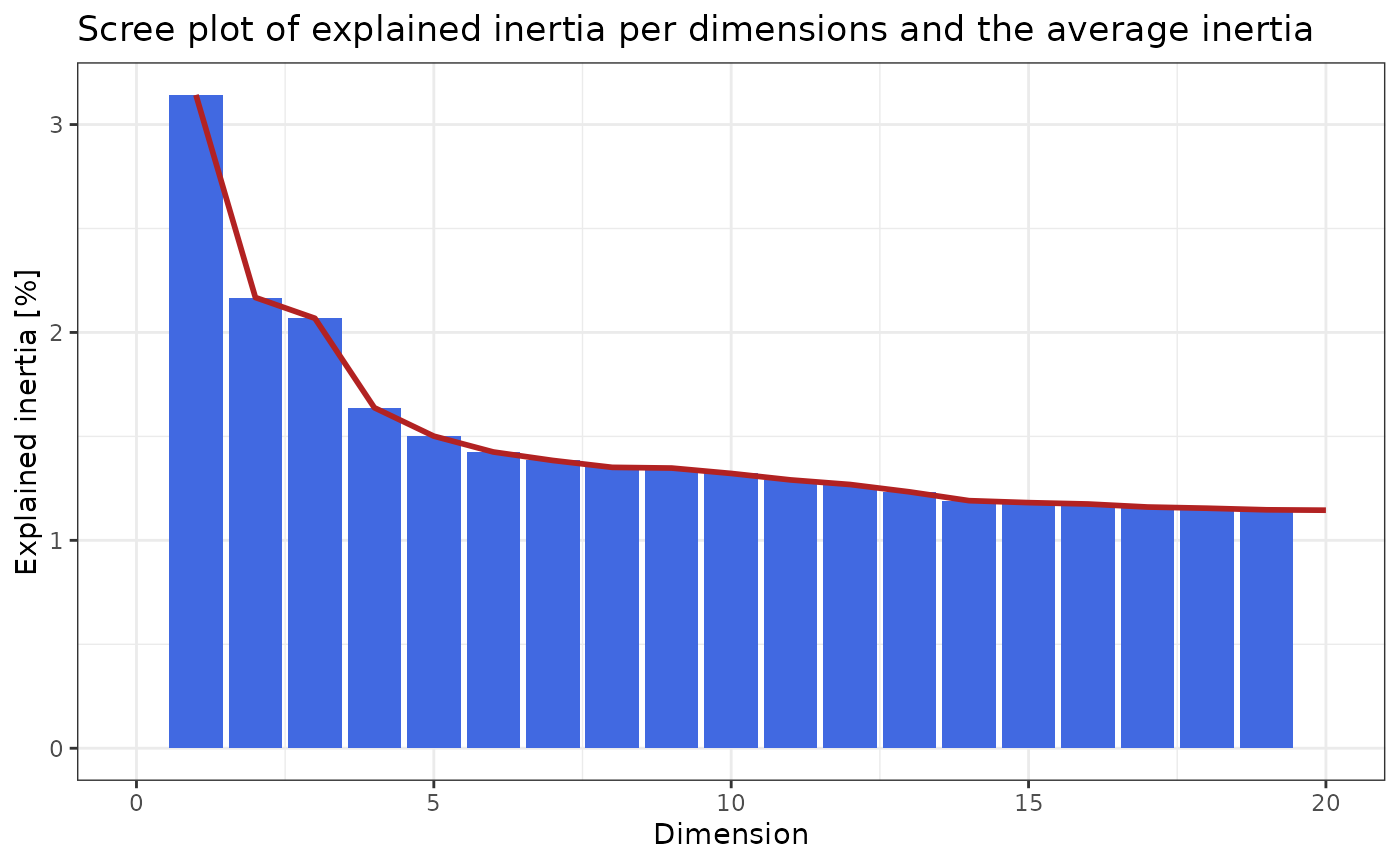 Scree plot of explained inertia per dimensions and the average inertia
Explained inertia [%]
3
2
1
0
0 5 10 15 20
Dimension